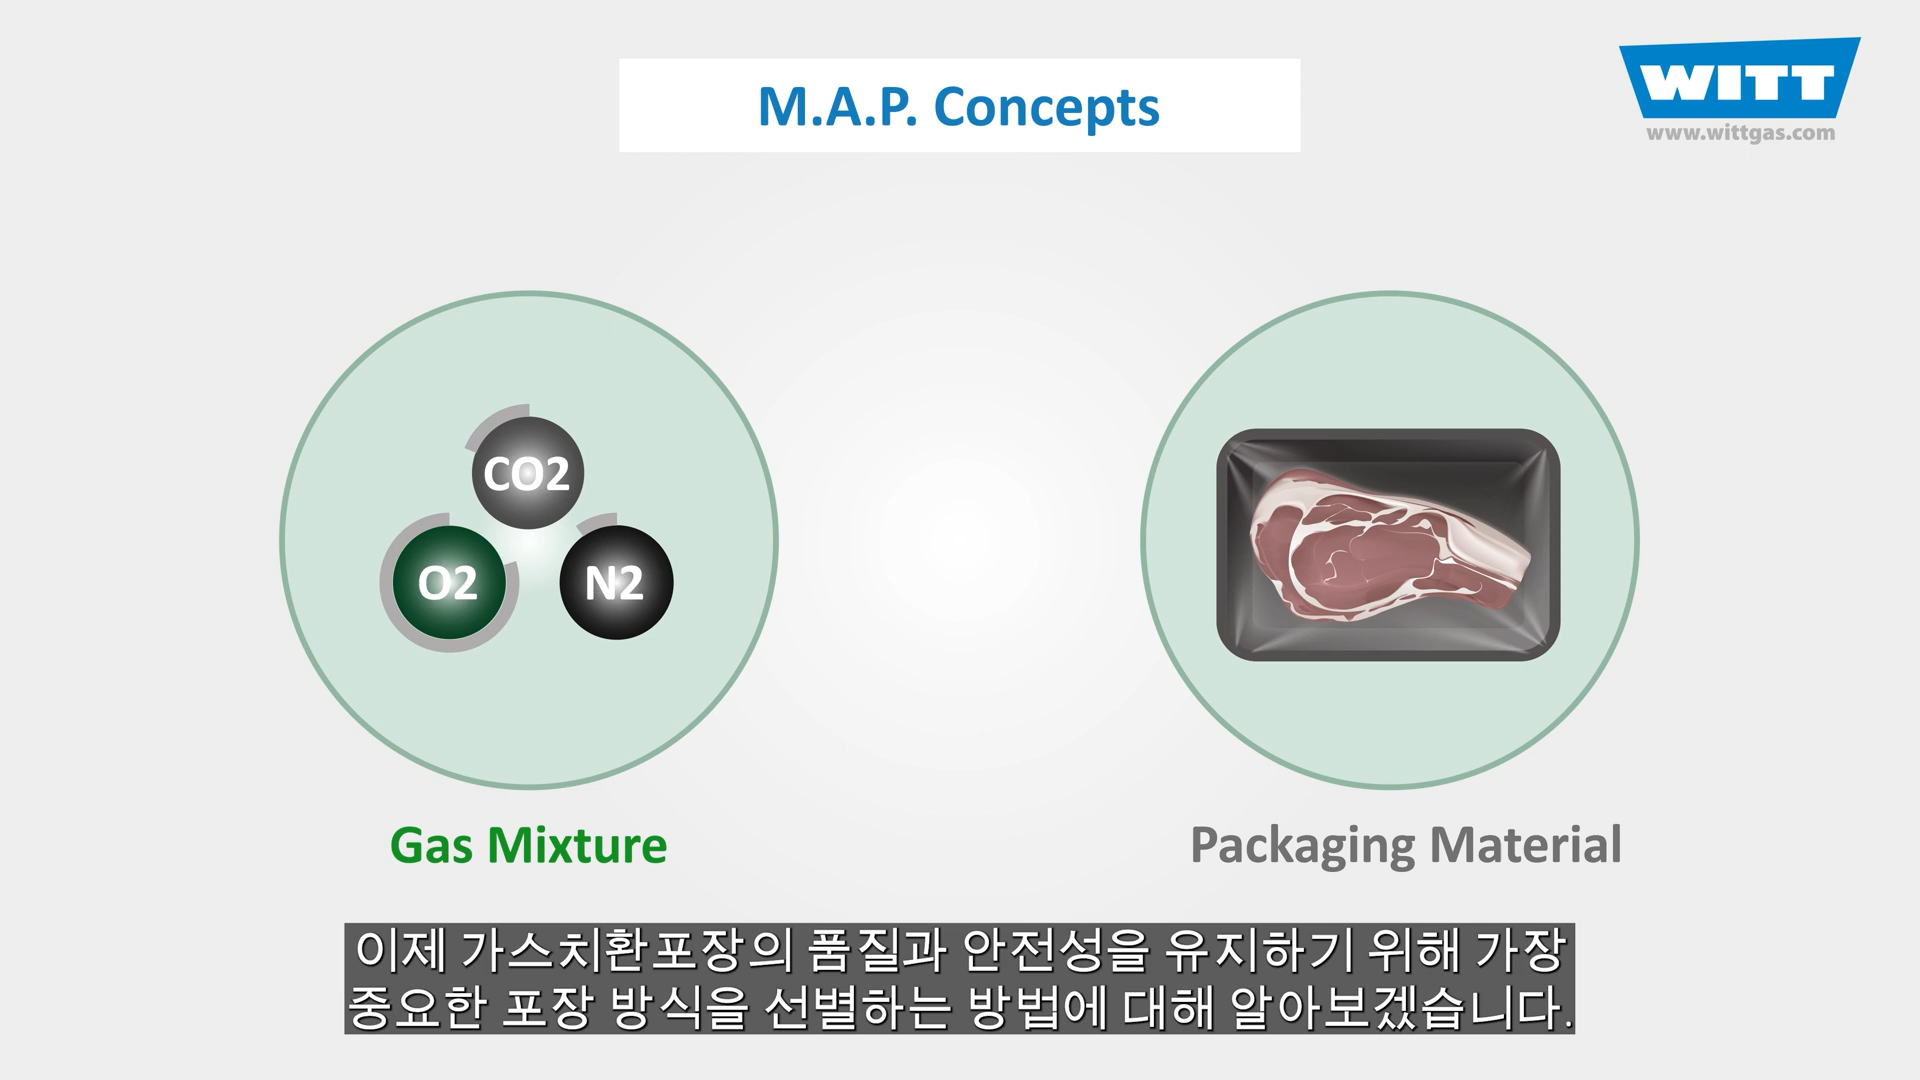 M.A.P. Concepts
WITT
www.wittgas.com
CO2
O2
N2
Gas Mixture
Packaging Material
이제 가스치환포장의 품질과 안전성을 유지하기 위해 가장
중요한 포장 방식을 선별하는 방법에 대해 알아보겠습니다.